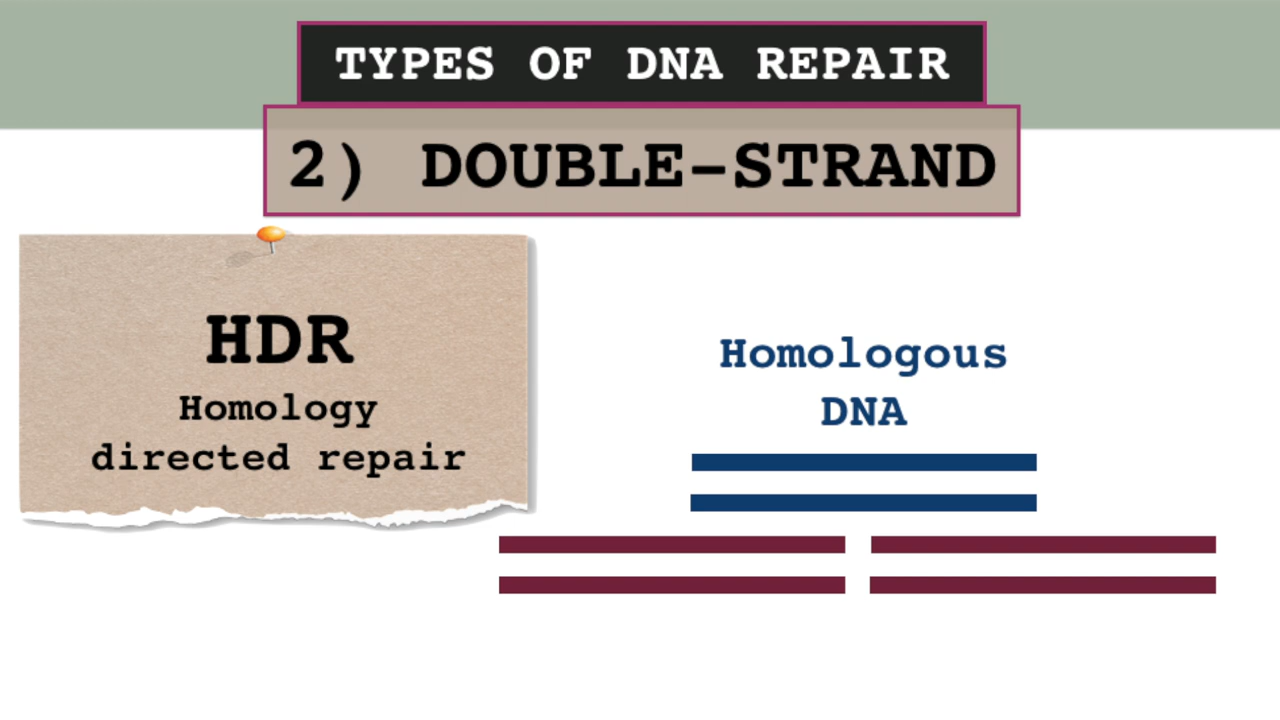 TYPES OF DNA REPAIR
2) DOUBLE-STRAND
HDR
Homology
directed repair
Homologous
DNA